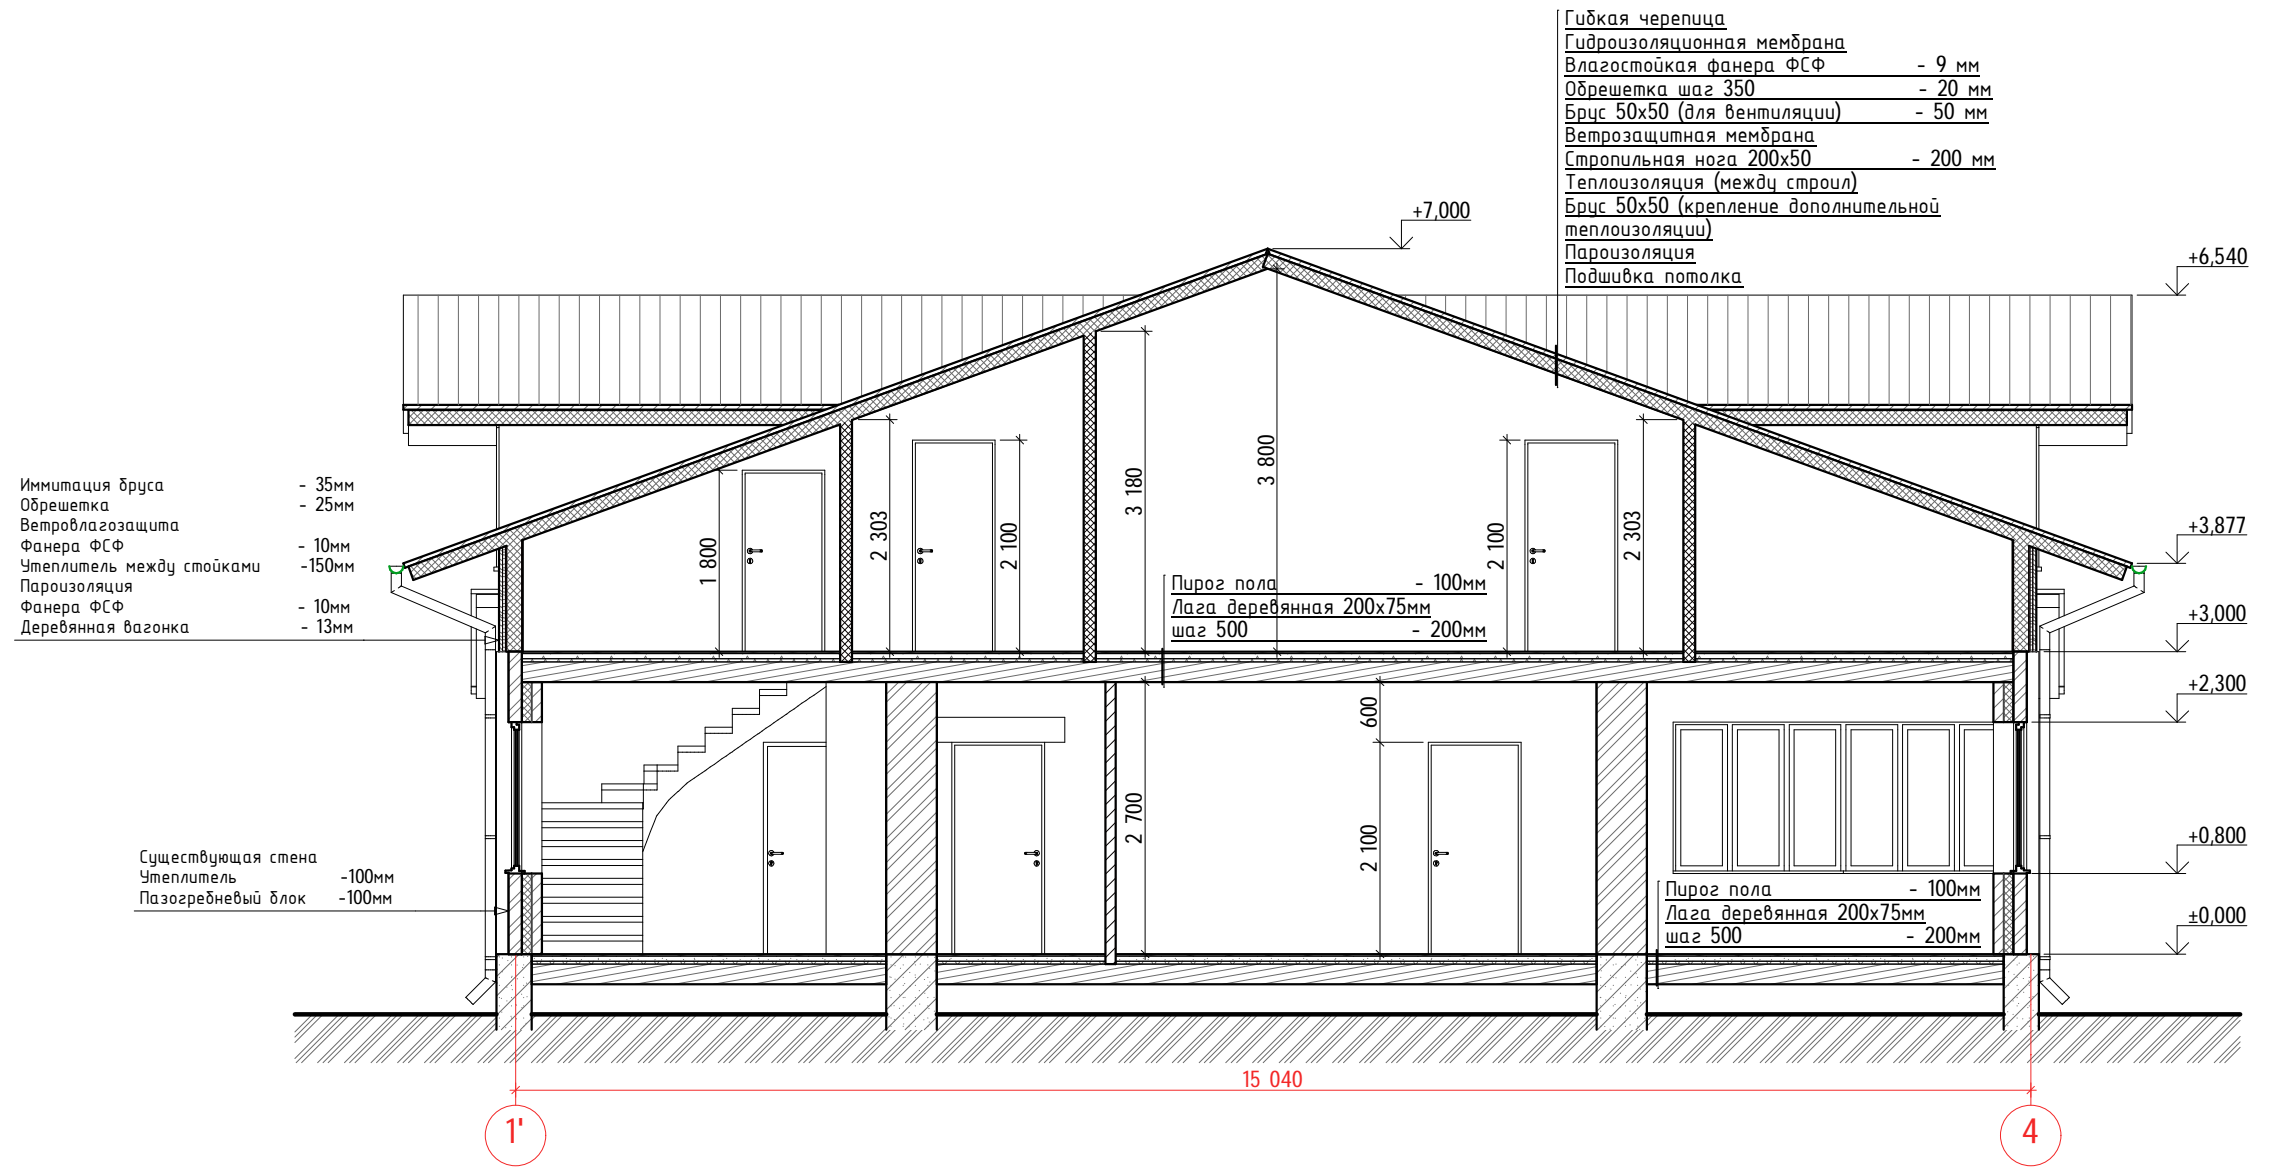 Гибкая черепица
Гидроизоляционная мембрана
Влагостойкая фанера ФСФ - 9 мм
Обрешетка шаг 350 - 20 мм
Брус 50х50 (для вентиляции) - 50 мм
Ветрозащитная мембрана
Стропильная нога 200х50 - 200 мм
Теплоизоляция (между строил)
Брус 50х50 (крепление дополнительной
теплоизоляции)
Пароизоляция
Подшивка потолка
+7,000
+6,540
+3,877
+3,000
+2,300
+0,800
±0,000
Иммитация бруса - 35мм
Обрешетка - 25мм
Ветровлагозащита
Фанера ФСФ - 10мм
Утеплитель между стойками -150мм
Пароизоляция
Фанера ФСФ - 10мм
Деревянная вагонка - 13мм
1 800
2 303
2 100
3 180
3 800
2 100
2 303
Пирог пола - 100мм
Лага деревянная 200х75мм
шаг 500 - 200мм
600
2 700
2 100
Существующая стена
Утеплитель -100мм
Пазогребневый блок -100мм
Пирог пола - 100мм
Лага деревянная 200х75мм
шаг 500 - 200мм
15 040
1'
4